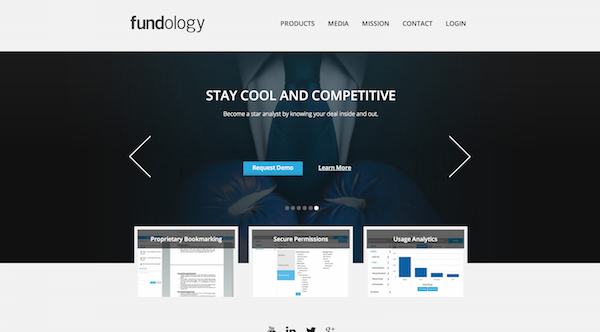 fundology
PRODUCTS MEDIA MISSION CONTACT LOGIN
STAY COOL AND COMPETITIVE
Become a star analyst by knowing your deal inside and out.
Request Demo Learn More
Proprietary Bookmarking Secure Permissions Usage Analytics